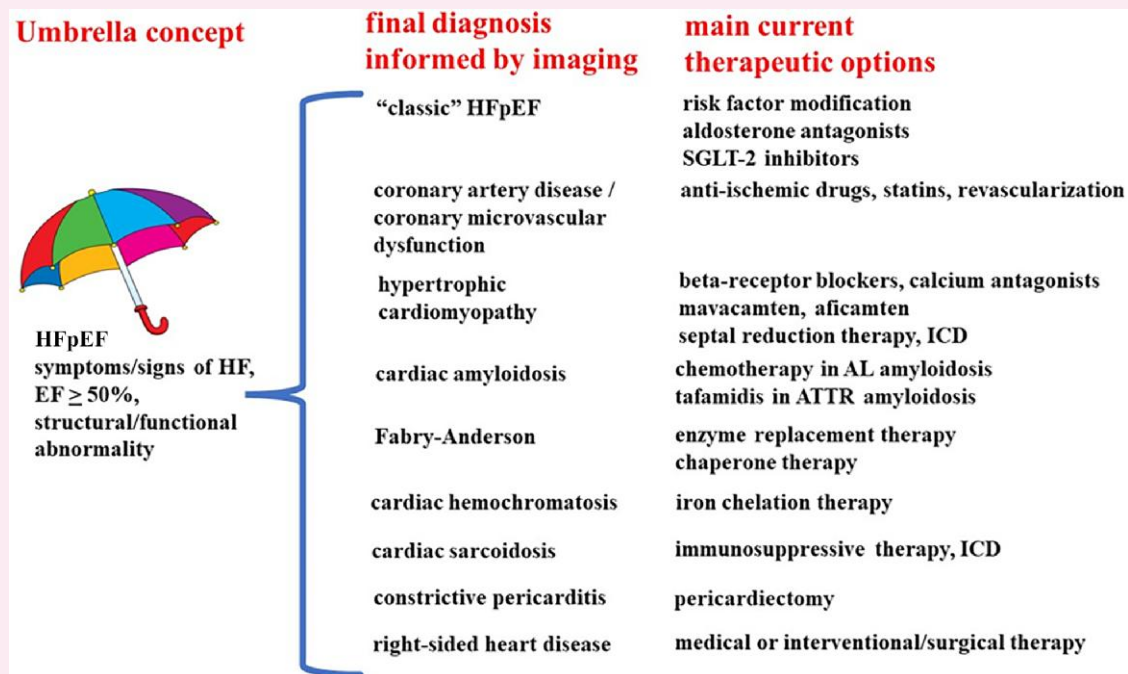 Umbrella concept
final diagnosis
informed by imaging
main current
therapeutic options
HFpEF
symptoms/signs of HF,
EF ≥ 50%,
structural/functional
abnormality
“classic” HFpEF
risk factor modification
aldosterone antagonists
SGLT-2 inhibitors
coronary artery disease /
coronary microvascular
dysfunction
anti-ischemic drugs, statins, revascularization
hypertrophic
cardiomyopathy
beta-receptor blockers, calcium antagonists
mavacamten, aficamten
septal reduction therapy, ICD
cardiac amyloidosis
chemotherapy in AL amyloidosis
tafamidis in ATTR amyloidosis
Fabry-Anderson
enzyme replacement therapy
chaperone therapy
cardiac hemochromatosis
iron chelation therapy
cardiac sarcoidosis
immunosuppressive therapy, ICD
constrictive pericarditis
pericardiectomy
right-sided heart disease
medical or interventional/surgical therapy